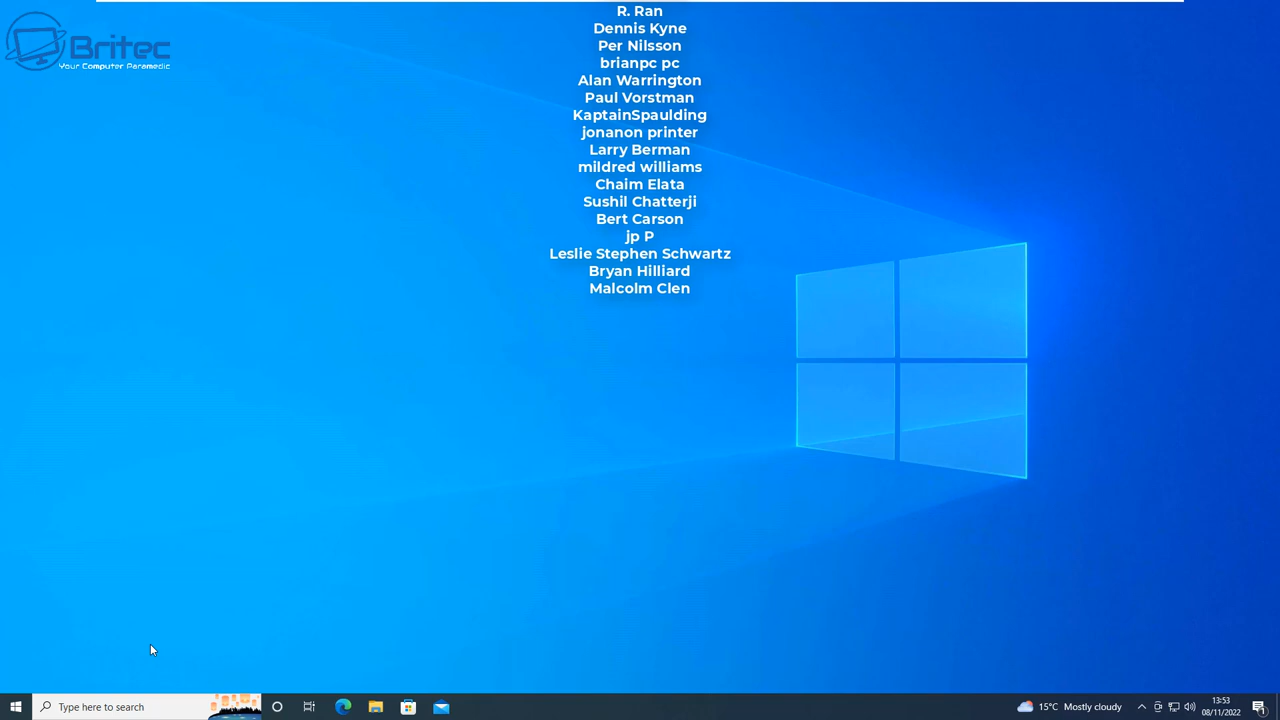 Britec
Your Computer Paramedic
R. Ran
Dennis Kyne
Per Nilsson
brianpc pc
Alan Warrington
Paul Vorstman
KaptainSpaulding
jonanon printer
Larry Berman
mildred williams
Chaim Elata
Sushil Chatterji
Bert Carson
jp P
Leslie Stephen Schwartz
Bryan Hilliard
Malcolm Clen
Type here to search
15°C Mostly cloudy
13:53
08/11/2022
1